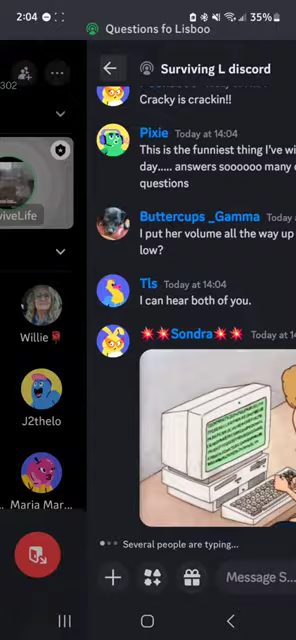 2:04
35%
Questions fo Lisboo
302
Surviving L discord
Cracky is crackin!!
Pixie Today at 14:04
This is the funniest thing I've wi
day..... answers soooooo many
questions
Buttercups _Gamma Today at
I put her volume all the way up
low?
viveLife
Tls Today at 14:04
I can hear both of you.
Willie
💥💥Sondra💥💥 Today at 14
J2thelo
... Maria Mar...
Several people are typing...
Message S...